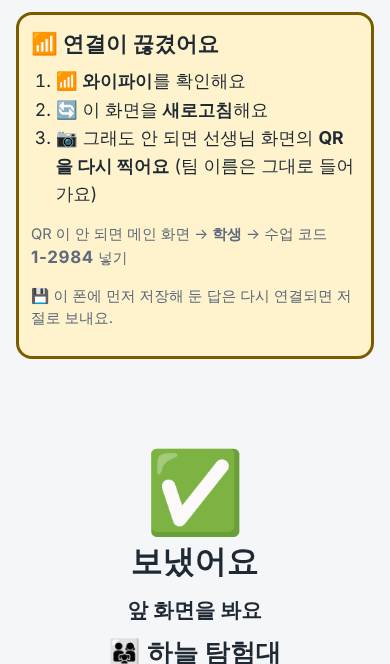 📶 연결이 끊겼어요
1. 📶 와이파이를 확인해요
2. 🔄 이 화면을 새로고침해요
3. 📷 그래도 안 되면 선생님 화면의 QR
을 다시 찍어요 (팀 이름은 그대로 들어
가요)
QR 이 안 되면 메인 화면 → 학생 → 수업 코드
1-2984 넣기
💾 이 폰에 먼저 저장해 둔 답은 다시 연결되면 저
절로 보내요.
✅
보냈어요
앞 화면을 봐요
👨‍👩‍👧 하늘 탐험대